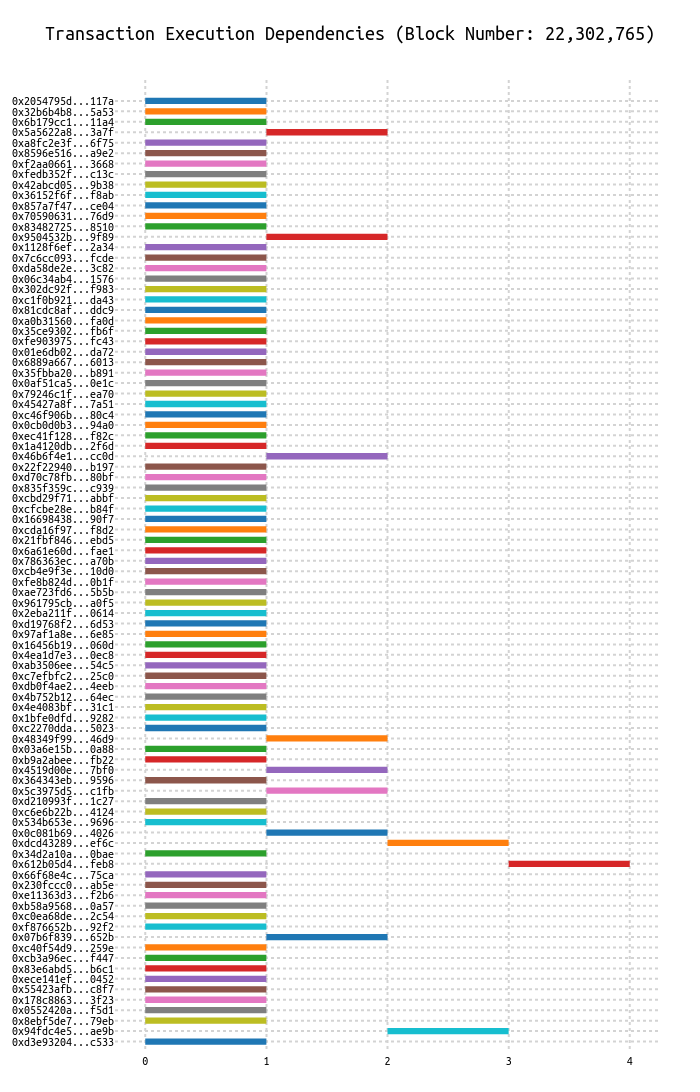 Transaction Execution Dependencies (Block Number: 22,302,765)
0x2054795d...117a
0x32b6b4b8...5a53
0x6b179cc1...11a4
0x5a5622a8...3a7f
0xa8fc2e3f...6f75
0x8596e516...a9e2
0xf2aa0661...3668
0xfedb352f...c13c
0x42abcd05...9b38
0x36152f6f...f8ab
0x857a7f47...ce04
0x70590631...76d9
0x83482725...8510
0x9504532b...9f89
0x1128f6ef...2a34
0x7c6cc093...fcde
0xda58de2e...3c82
0x06c34ab4...1576
0x302dc92f...f983
0xc1f0b921...da43
0x81cdc8af...ddc9
0xa0b31560...fa0d
0x35ce9302...fb6f
0xfe903975...fc43
0x01e6db02...da72
0x6889a667...6013
0x35fbba20...b891
0x0af51ca5...0e1c
0x79246c1f...ea70
0x45427a8f...7a51
0xc46f906b...80c4
0x0cb0d0b3...94a0
0xec41f128...f82c
0x1a4120db...2f6d
0x46b6f4e1...cc0d
0x22f22940...b197
0xd70c78fb...80bf
0x835f359c...c939
0xcbd29f71...abbf
0xcfcbe28e...b84f
0x16698438...90f7
0xcda16f97...f8d2
0x21fbf846...ebd5
0x6a61e60d...fae1
0x786363ec...a70b
0xcb4e9f3e...10d0
0xfe8b824d...0b1f
0xae723fd6...5b5b
0x961795cb...a0f5
0x2eba211f...0614
0xd19768f2...6d53
0x97af1a8e...6e85
0x16456b19...060d
0x4ea1d7e3...0ec8
0xab3506ee...54c5
0xc7efbfc2...25c0
0xdb0f4ae2...4eeb
0x4b752b12...64ec
0x4e4083bf...31c1
0x1bfe0dfd...9282
0xc2270dda...5023
0x48349f99...46d9
0x03a6e15b...0a88
0xb9a2abee...fb22
0x4519d00e...7bf0
0x364343eb...9596
0x5c3975d5...c1fb
0xd210993f...1c27
0xc6e6b22b...4124
0x534b653e...9696
0x0c081b69...4026
0xdcd43289...ef6c
0x34d2a10a...0bae
0x612b05d4...feb8
0x66f68e4c...75ca
0x230fccc0...ab5e
0xe11363d3...f2b6
0xb58a9568...0a57
0xc0ea68de...2c54
0xf876652b...92f2
0x07b6f839...652b
0xc40f54d9...259e
0xcb3a96ec...f447
0x83e6abd5...b6c1
0xece141ef...0452
0x55423afb...c8f7
0x178c8863...3f23
0x0552420a...f5d1
0x8ebf5de7...79eb
0x94fdc4e5...ae9b
0xd3e93204...c533
0 1 2 3 4